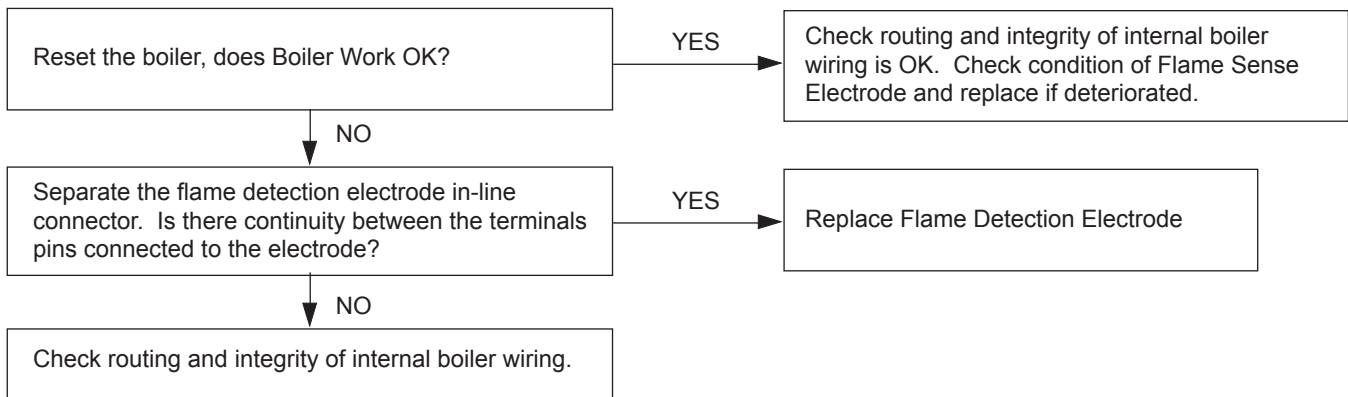 Reset the boiler, does Boiler Work OK?
YES
Check routing and integrity of internal boiler
wiring is OK.  Check condition of Flame Sense
Electrode and replace if deteriorated.
NO
Separate the flame detection electrode in-line
connector.  Is there continuity between the terminals
pins connected to the electrode?
YES
Replace Flame Detection Electrode
NO
Check routing and integrity of internal boiler wiring.